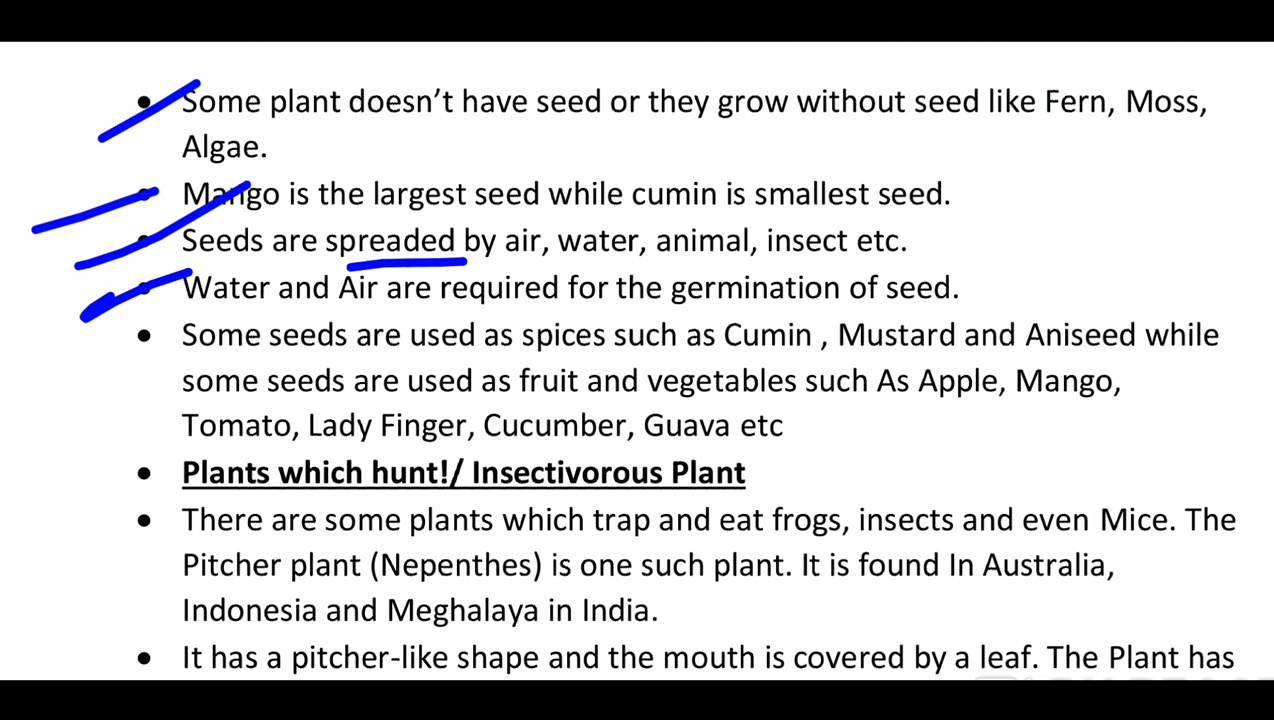 • Some plant doesn't have seed or they grow without seed like Fern, Moss,
Algae.
• Mango is the largest seed while cumin is smallest seed.
• Seeds are spreaded by air, water, animal, insect etc.
• Water and Air are required for the germination of seed.
• Some seeds are used as spices such as Cumin , Mustard and Aniseed while
some seeds are used as fruit and vegetables such As Apple, Mango,
Tomato, Lady Finger, Cucumber, Guava etc
• Plants which hunt!/ Insectivorous Plant
• There are some plants which trap and eat frogs, insects and even Mice. The
Pitcher plant (Nepenthes) is one such plant. It is found In Australia,
Indonesia and Meghalaya in India.
• It has a pitcher-like shape and the mouth is covered by a leaf. The Plant has